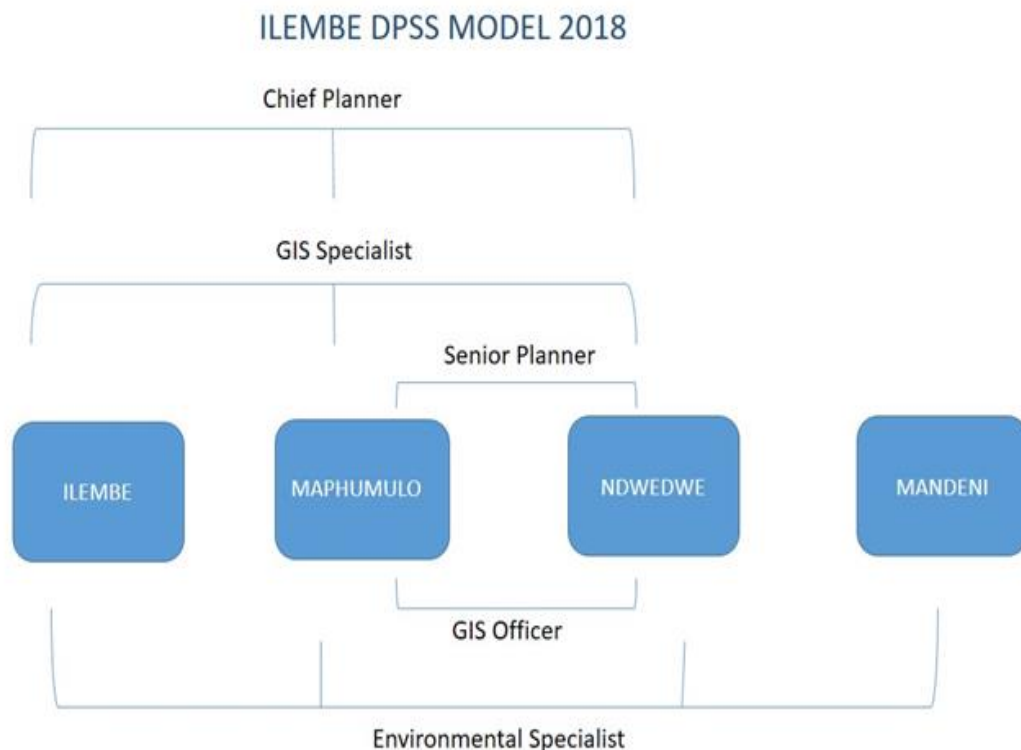 ILEMBE DPSS MODEL 2018
Chief Planner
GIS Specialist
Senior Planner
ILEMBE
MAPHUMULO
NDWEDWE
MANDENI
GIS Officer
Environmental Specialist